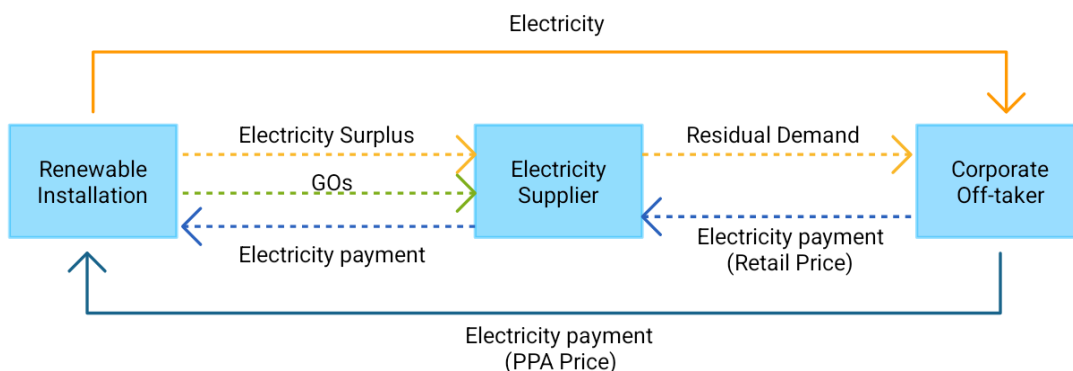 Electricity
Renewable
Installation
Electricity Surplus
GOs
Electricity payment
Electricity
Supplier
Residual Demand
Electricity payment
(Retail Price)
Corporate
Off-taker
Electricity payment
(PPA Price)